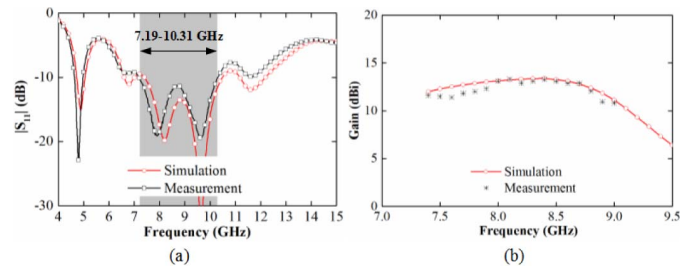 7.19-10.31 GHz
|S11| (dB)
0
-10
-20
-30
Simulation
Measurement
4 5 6 7 8 9 10 11 12 13 14 15
Frequency (GHz)
(a)
Gain (dBi)
20
15
10
5
0
Simulation
Measurement
7.0 7.5 8.0 8.5 9.0 9.5
Frequency (GHz)
(b)